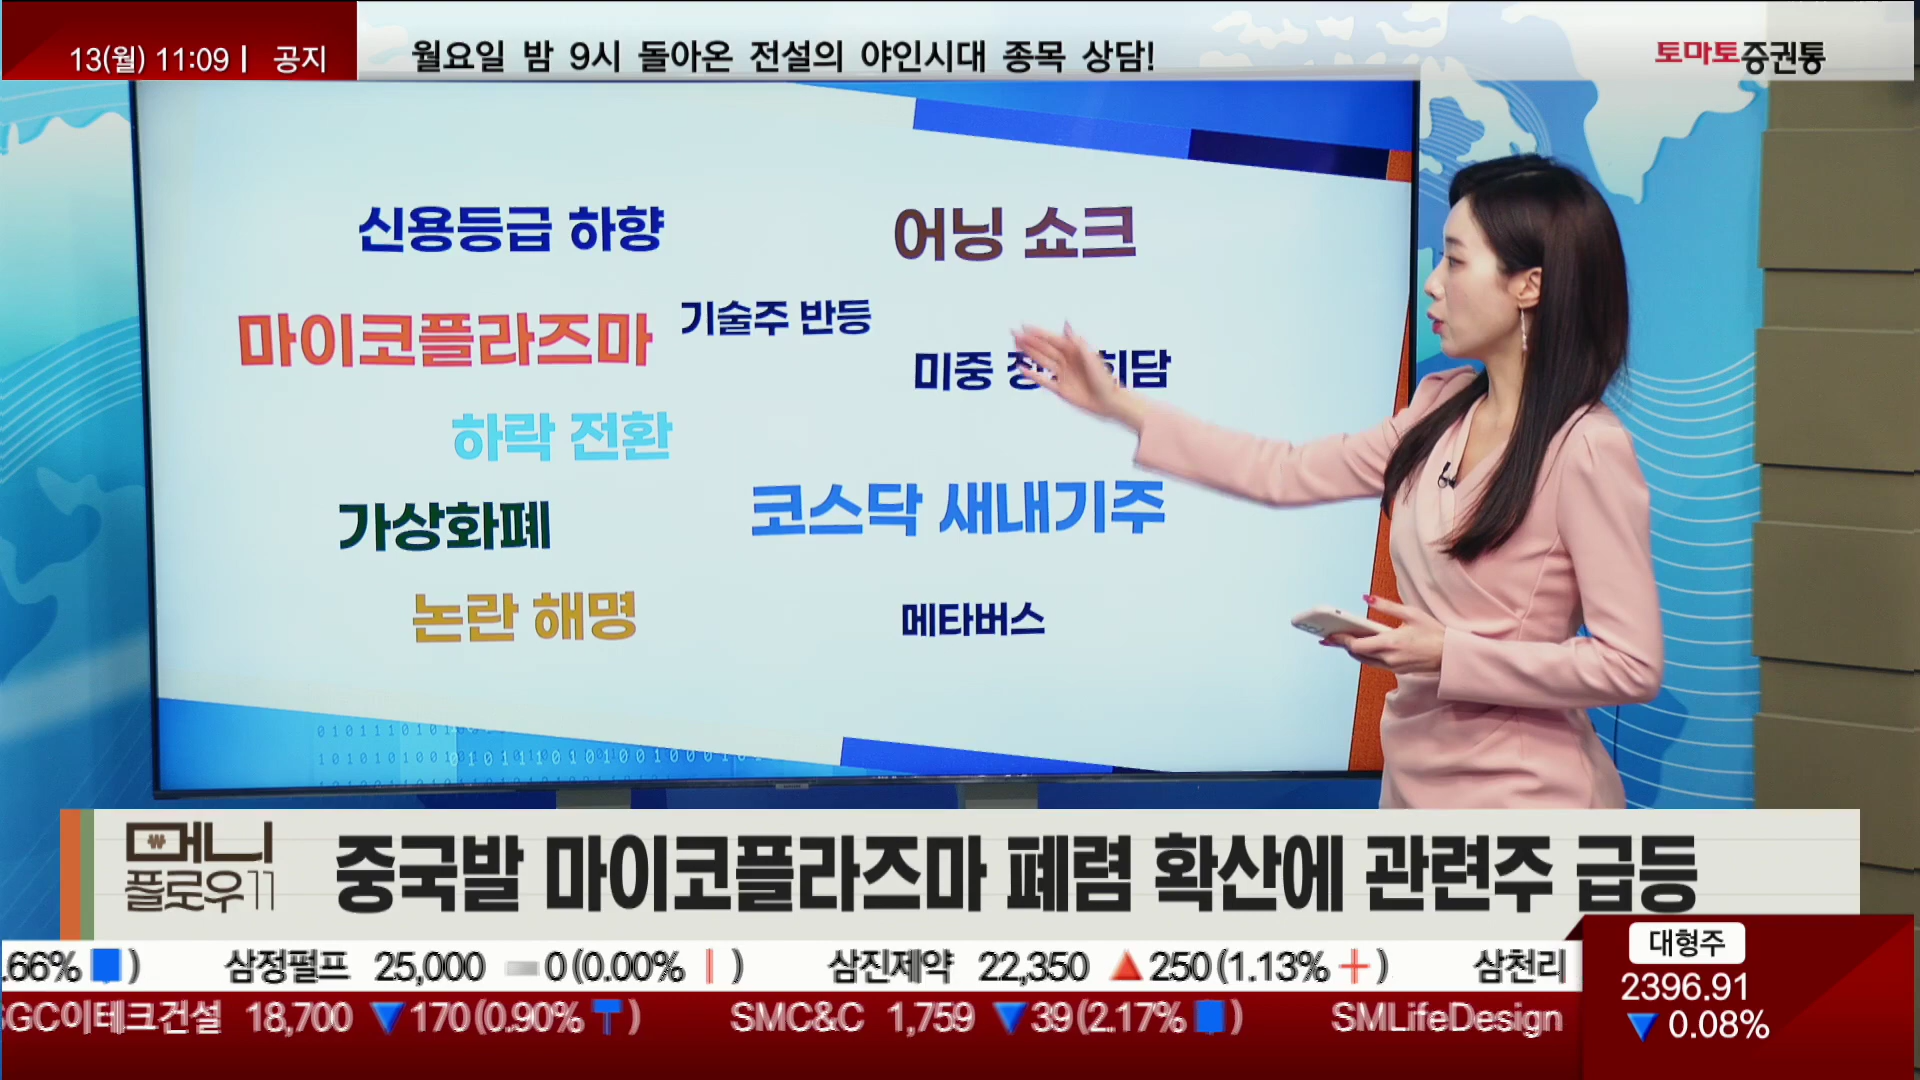 13(월) 11:09 | 공지
월요일 밤 9시 돌아온 전설의 야인시대 종목 상담!
토마토증권통
신용등급 하향
어닝 쇼크
마이코플라즈마
기술주 반등
미중 회담
하락 전환
코스닥 새내기주
가상화폐
논란 해명
메타버스
머니
플로우11
중국발 마이코플라즈마 폐렴 확산에 관련주 급등
.66% ) 삼정펄프 25,000 0(0.00% ) 삼진제약 22,350 ▲250(1.13% ) 삼천리
SGC이테크건설 18,700 ▼170(0.90% ) SMC&C 1,759 ▼39(2.17% ) SMLifeDesign
대형주
2396.91
▼ 0.08%